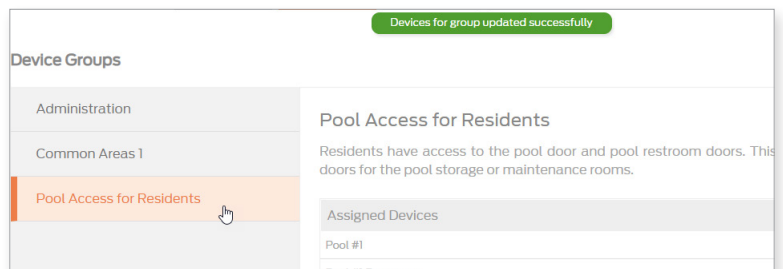 Devices for group updated successfully
Device Groups
Administration
Common Areas 1
Pool Access for Residents
Pool Access for Residents
Residents have access to the pool door and pool restroom doors. This
doors for the pool storage or maintenance rooms.
Assigned Devices
Pool #1